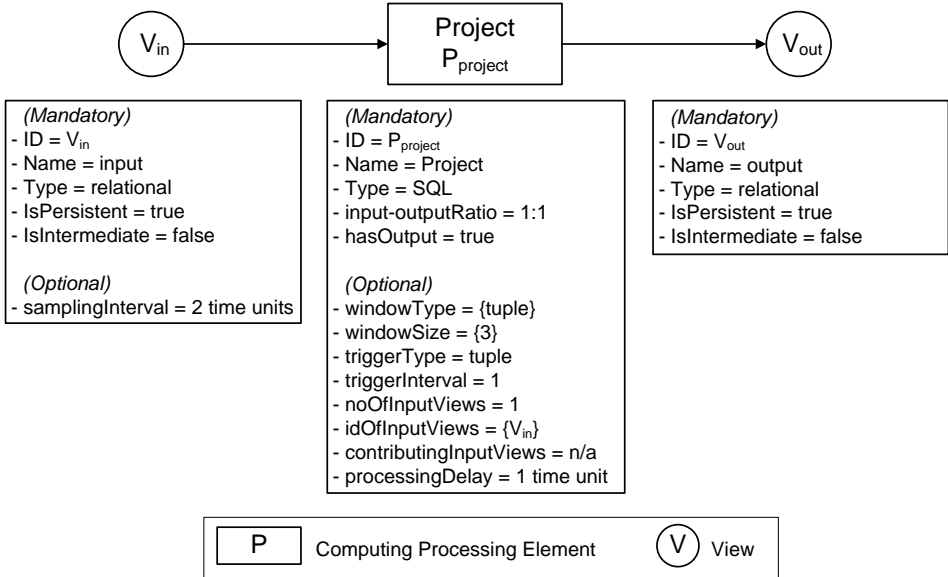 V_in
Project
P_project
V_out
(Mandatory)
- ID = V_in
- Name = input
- Type = relational
- IsPersistent = true
- IsIntermediate = false
(Optional)
- samplingInterval = 2 time units
(Mandatory)
- ID = P_project
- Name = Project
- Type = SQL
- input-outputRatio = 1:1
- hasOutput = true
(Optional)
- windowType = {tuple}
- windowSize = {3}
- triggerType = tuple
- triggerInterval = 1
- noOfInputViews = 1
- idOfInputViews = {V_in}
- contributingInputViews = n/a
- processingDelay = 1 time unit
(Mandatory)
- ID = V_out
- Name = output
- Type = relational
- IsPersistent = true
- IsIntermediate = false
P Computing Processing Element V View